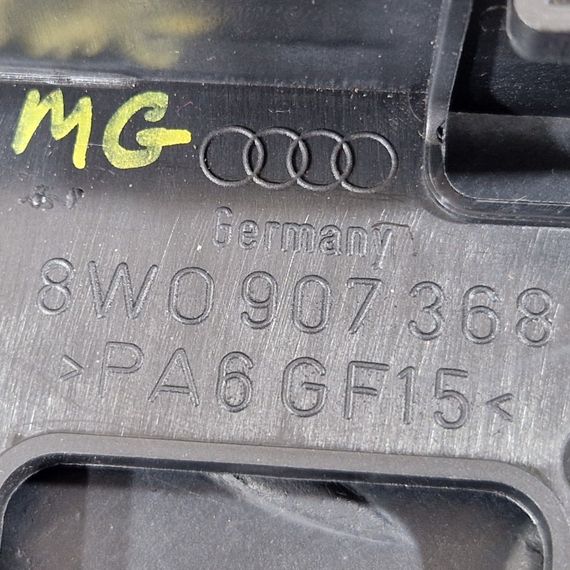 MG
Germany
8W0 907 368
>PA6 GF15<